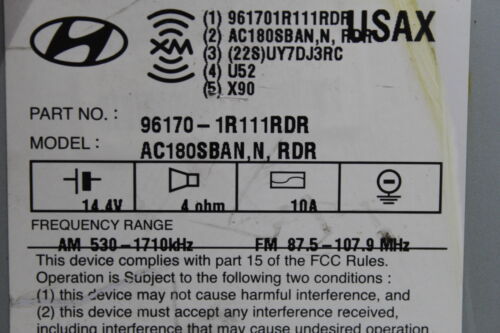 XM
(1) 961701R111RDR
(2) AC180SBAN,N, RDR
(3) (22S)UY7DJ3RC
(4) U52
(5) X90
USAX
PART NO. : 96170-1R111RDR
MODEL : AC180SBAN,N, RDR
14.4V 4 ohm 10A
FREQUENCY RANGE
AM 530-1710kHz FM 87.5-107.9 MHz
This device complies with part 15 of the FCC Rules.
Operation is Subject to the following two conditions :
(1) this device may not cause harmful interference, and
(2) this device must accept any interference received,
including interference that may cause undesired operation